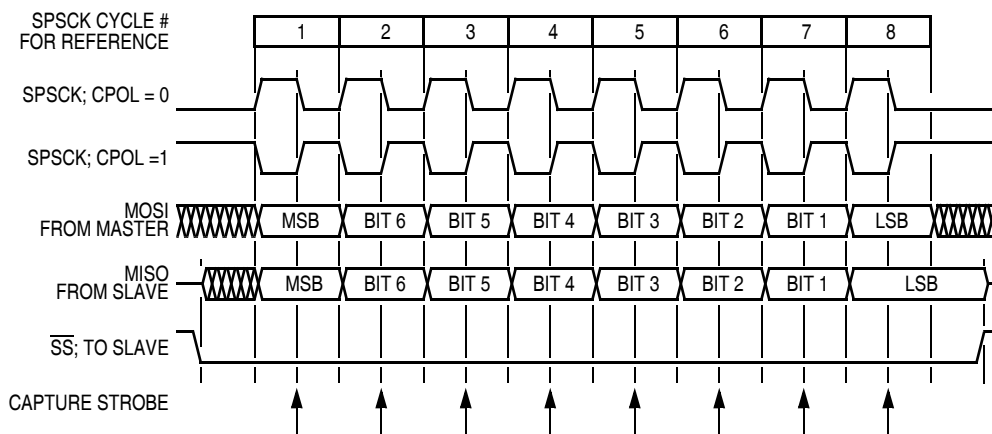 SPSCK CYCLE #
FOR REFERENCE
1 2 3 4 5 6 7 8
SPSCK; CPOL = 0
SPSCK; CPOL =1
MOSI
FROM MASTER
MSB BIT 6 BIT 5 BIT 4 BIT 3 BIT 2 BIT 1 LSB
MISO
FROM SLAVE
MSB BIT 6 BIT 5 BIT 4 BIT 3 BIT 2 BIT 1 LSB
S̅S̅; TO SLAVE
CAPTURE STROBE